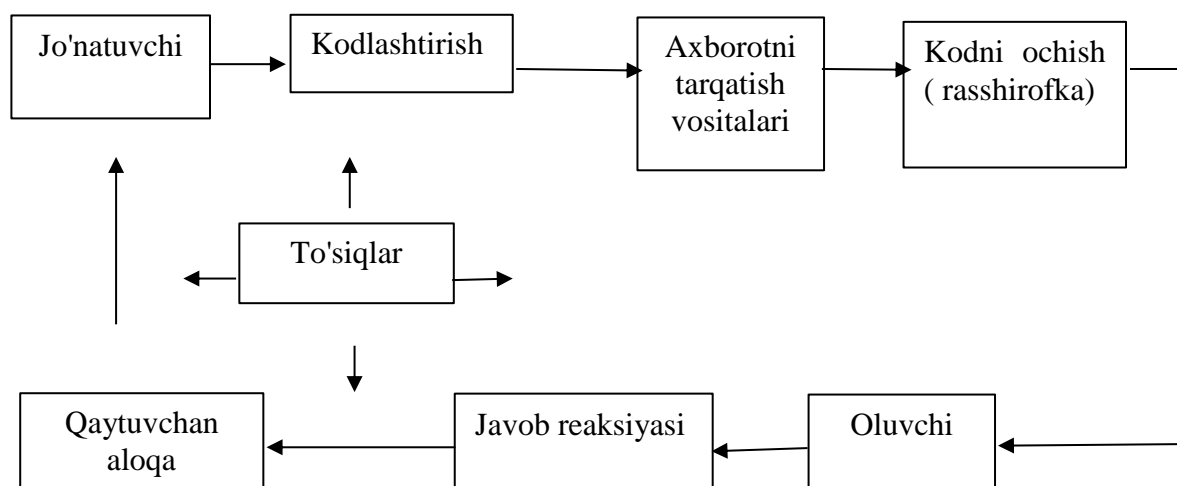 Jo'natuvchi
Kodlashtirish
Axborotni
tarqatish
vositalari
Kodni ochish
( rasshirofka)
To'siqlar
Qaytuvchan
aloqa
Javob reaksiyasi
Oluvchi